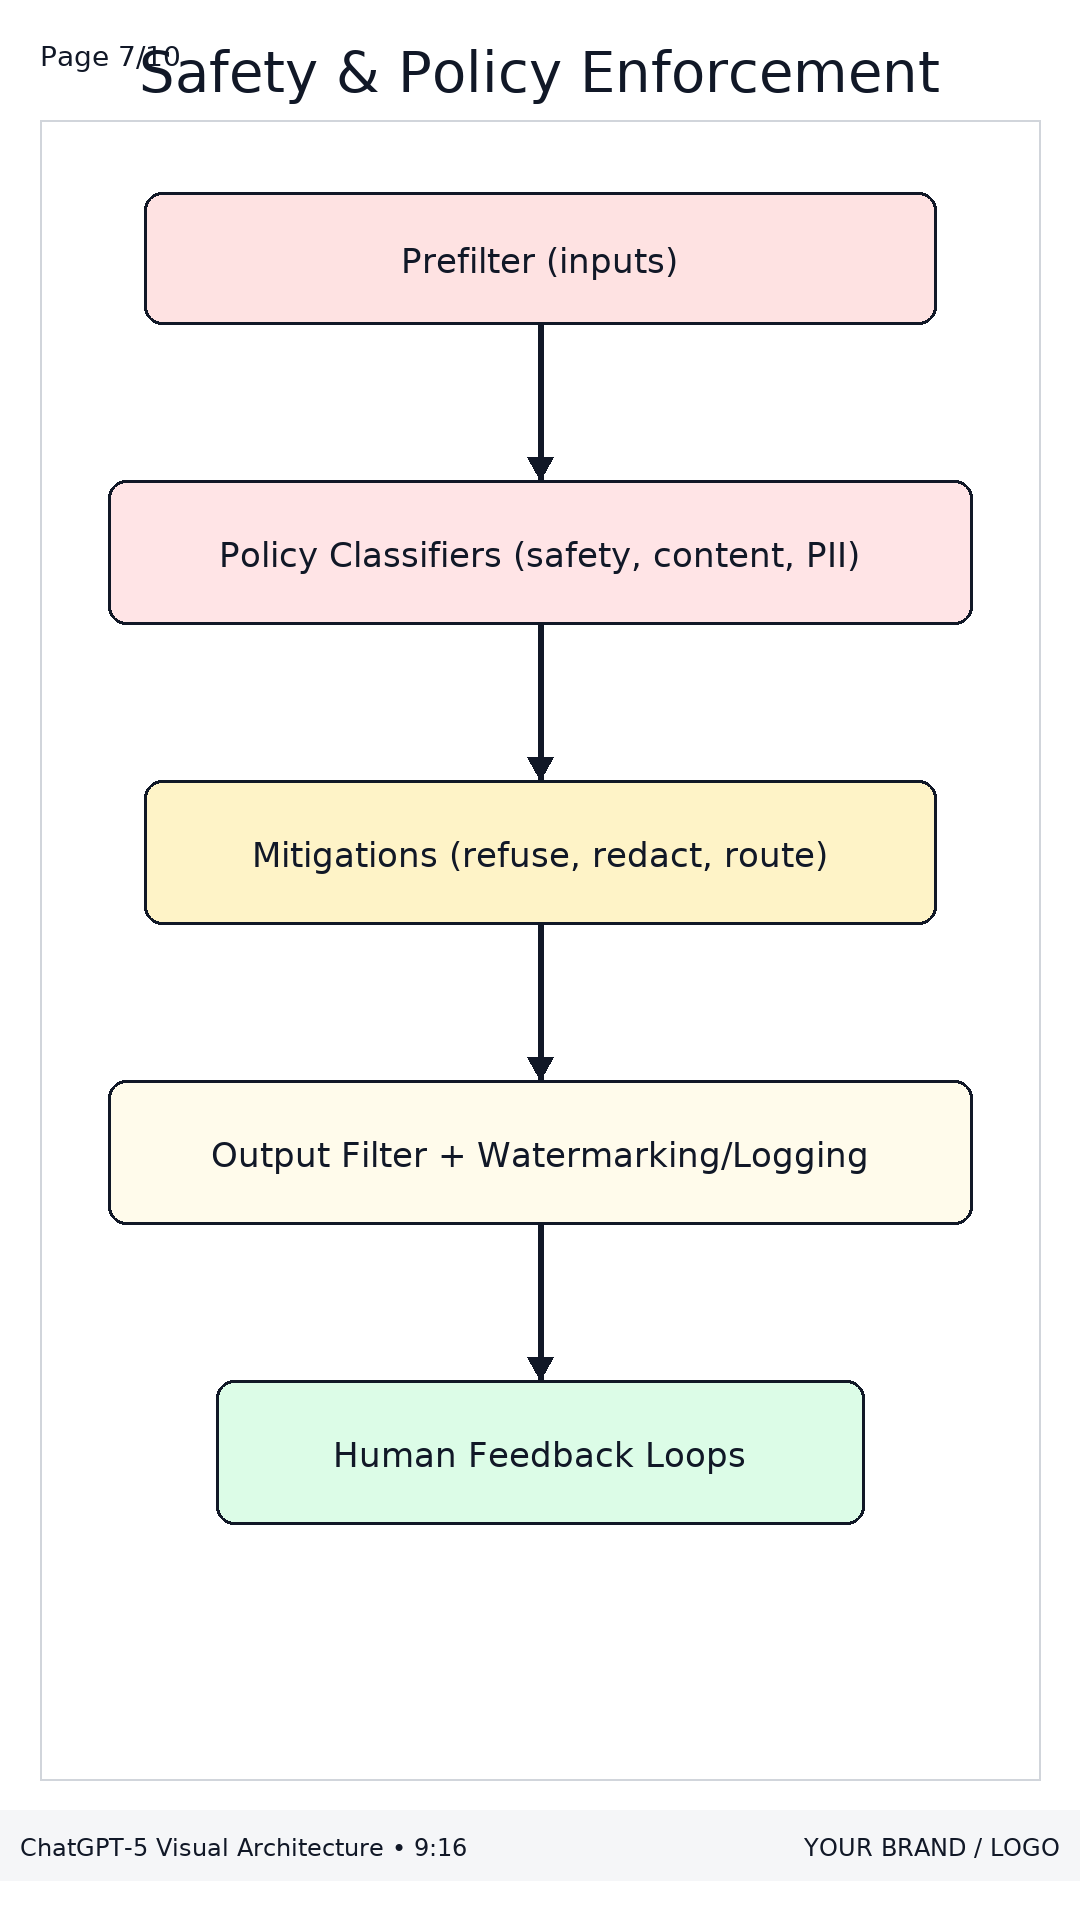 Page 7/10
Safety & Policy Enforcement
Prefilter (inputs)
Policy Classifiers (safety, content, PII)
Mitigations (refuse, redact, route)
Output Filter + Watermarking/Logging
Human Feedback Loops
ChatGPT-5 Visual Architecture • 9:16
YOUR BRAND / LOGO